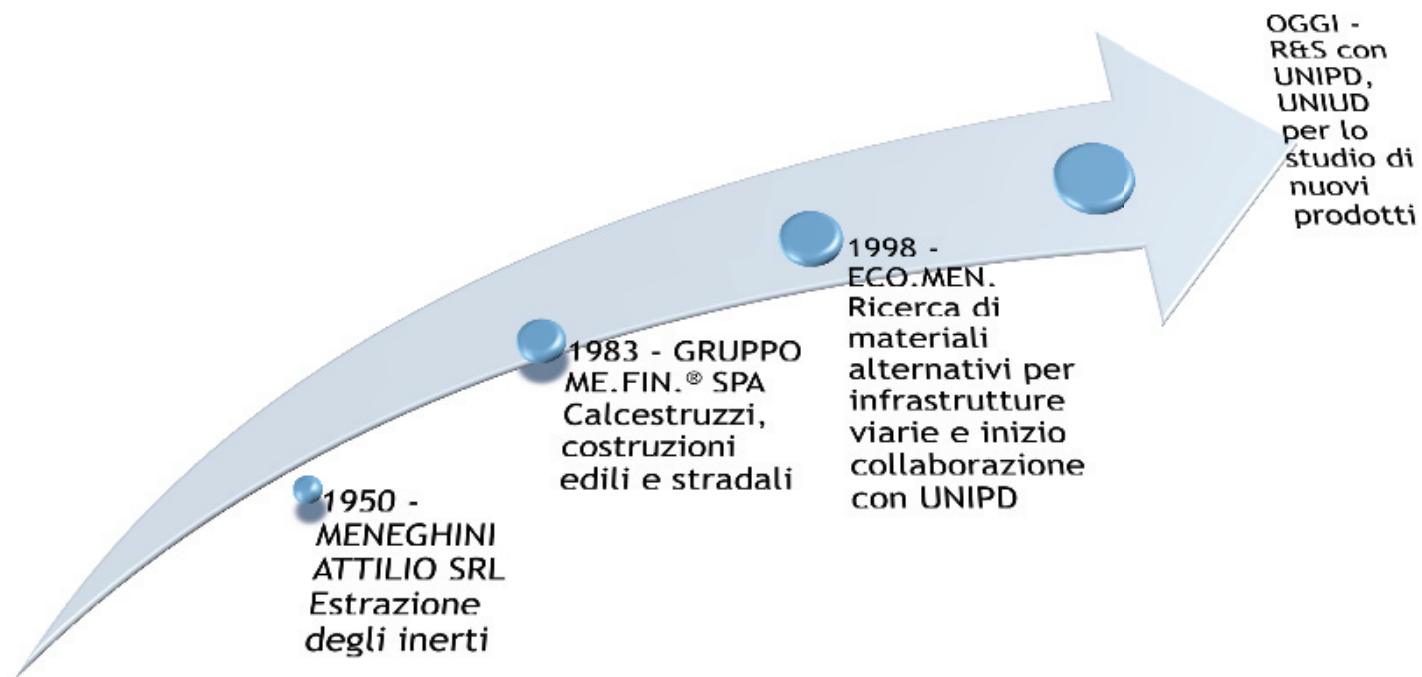 1950 -
MENEGHINI
ATTILIO SRL
Estrazione
degli inerti
1983 - GRUPPO
ME.FIN.® SPA
Calcestruzzi,
costruzioni
edili e stradali
1998 -
ECO.MEN.
Ricerca di
materiali
alternativi per
infrastrutture
viarie e inizio
collaborazione
con UNIPD
OGGI -
R&S con
UNIPD,
UNIUD
per lo
studio di
nuovi
prodotti